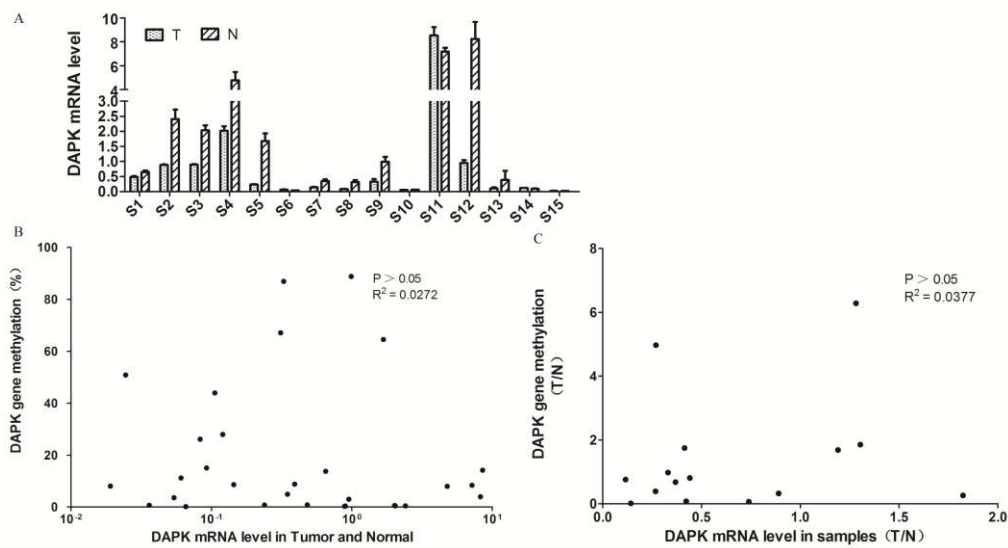 A
DAPK mRNA level
10
8
6
4
3.0
2.5
2.0
1.5
1.0
0.5
0.0
T N
S1 S2 S3 S4 S5 S6 S7 S8 S9 S10 S11 S12 S13 S14 S15
B
DAPK gene methylation (%)
100
80
60
40
20
0
P > 0.05
R² = 0.0272
10⁻² 10⁻¹ 10⁰ 10¹
DAPK mRNA level in Tumor and Normal
C
DAPK gene methylation
(T/N)
8
6
4
2
0
P > 0.05
R² = 0.0377
0.0 0.5 1.0 1.5 2.0
DAPK mRNA level in samples (T/N)